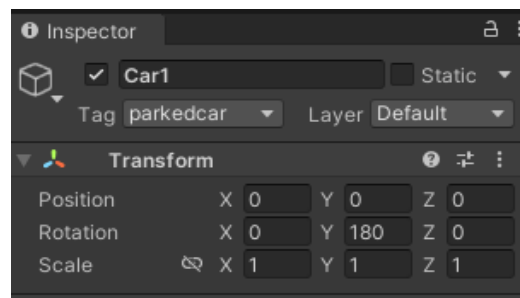 Inspector
Car1 Static
Tag parkedcar Layer Default
Transform
Position X 0 Y 0 Z 0
Rotation X 0 Y 180 Z 0
Scale X 1 Y 1 Z 1